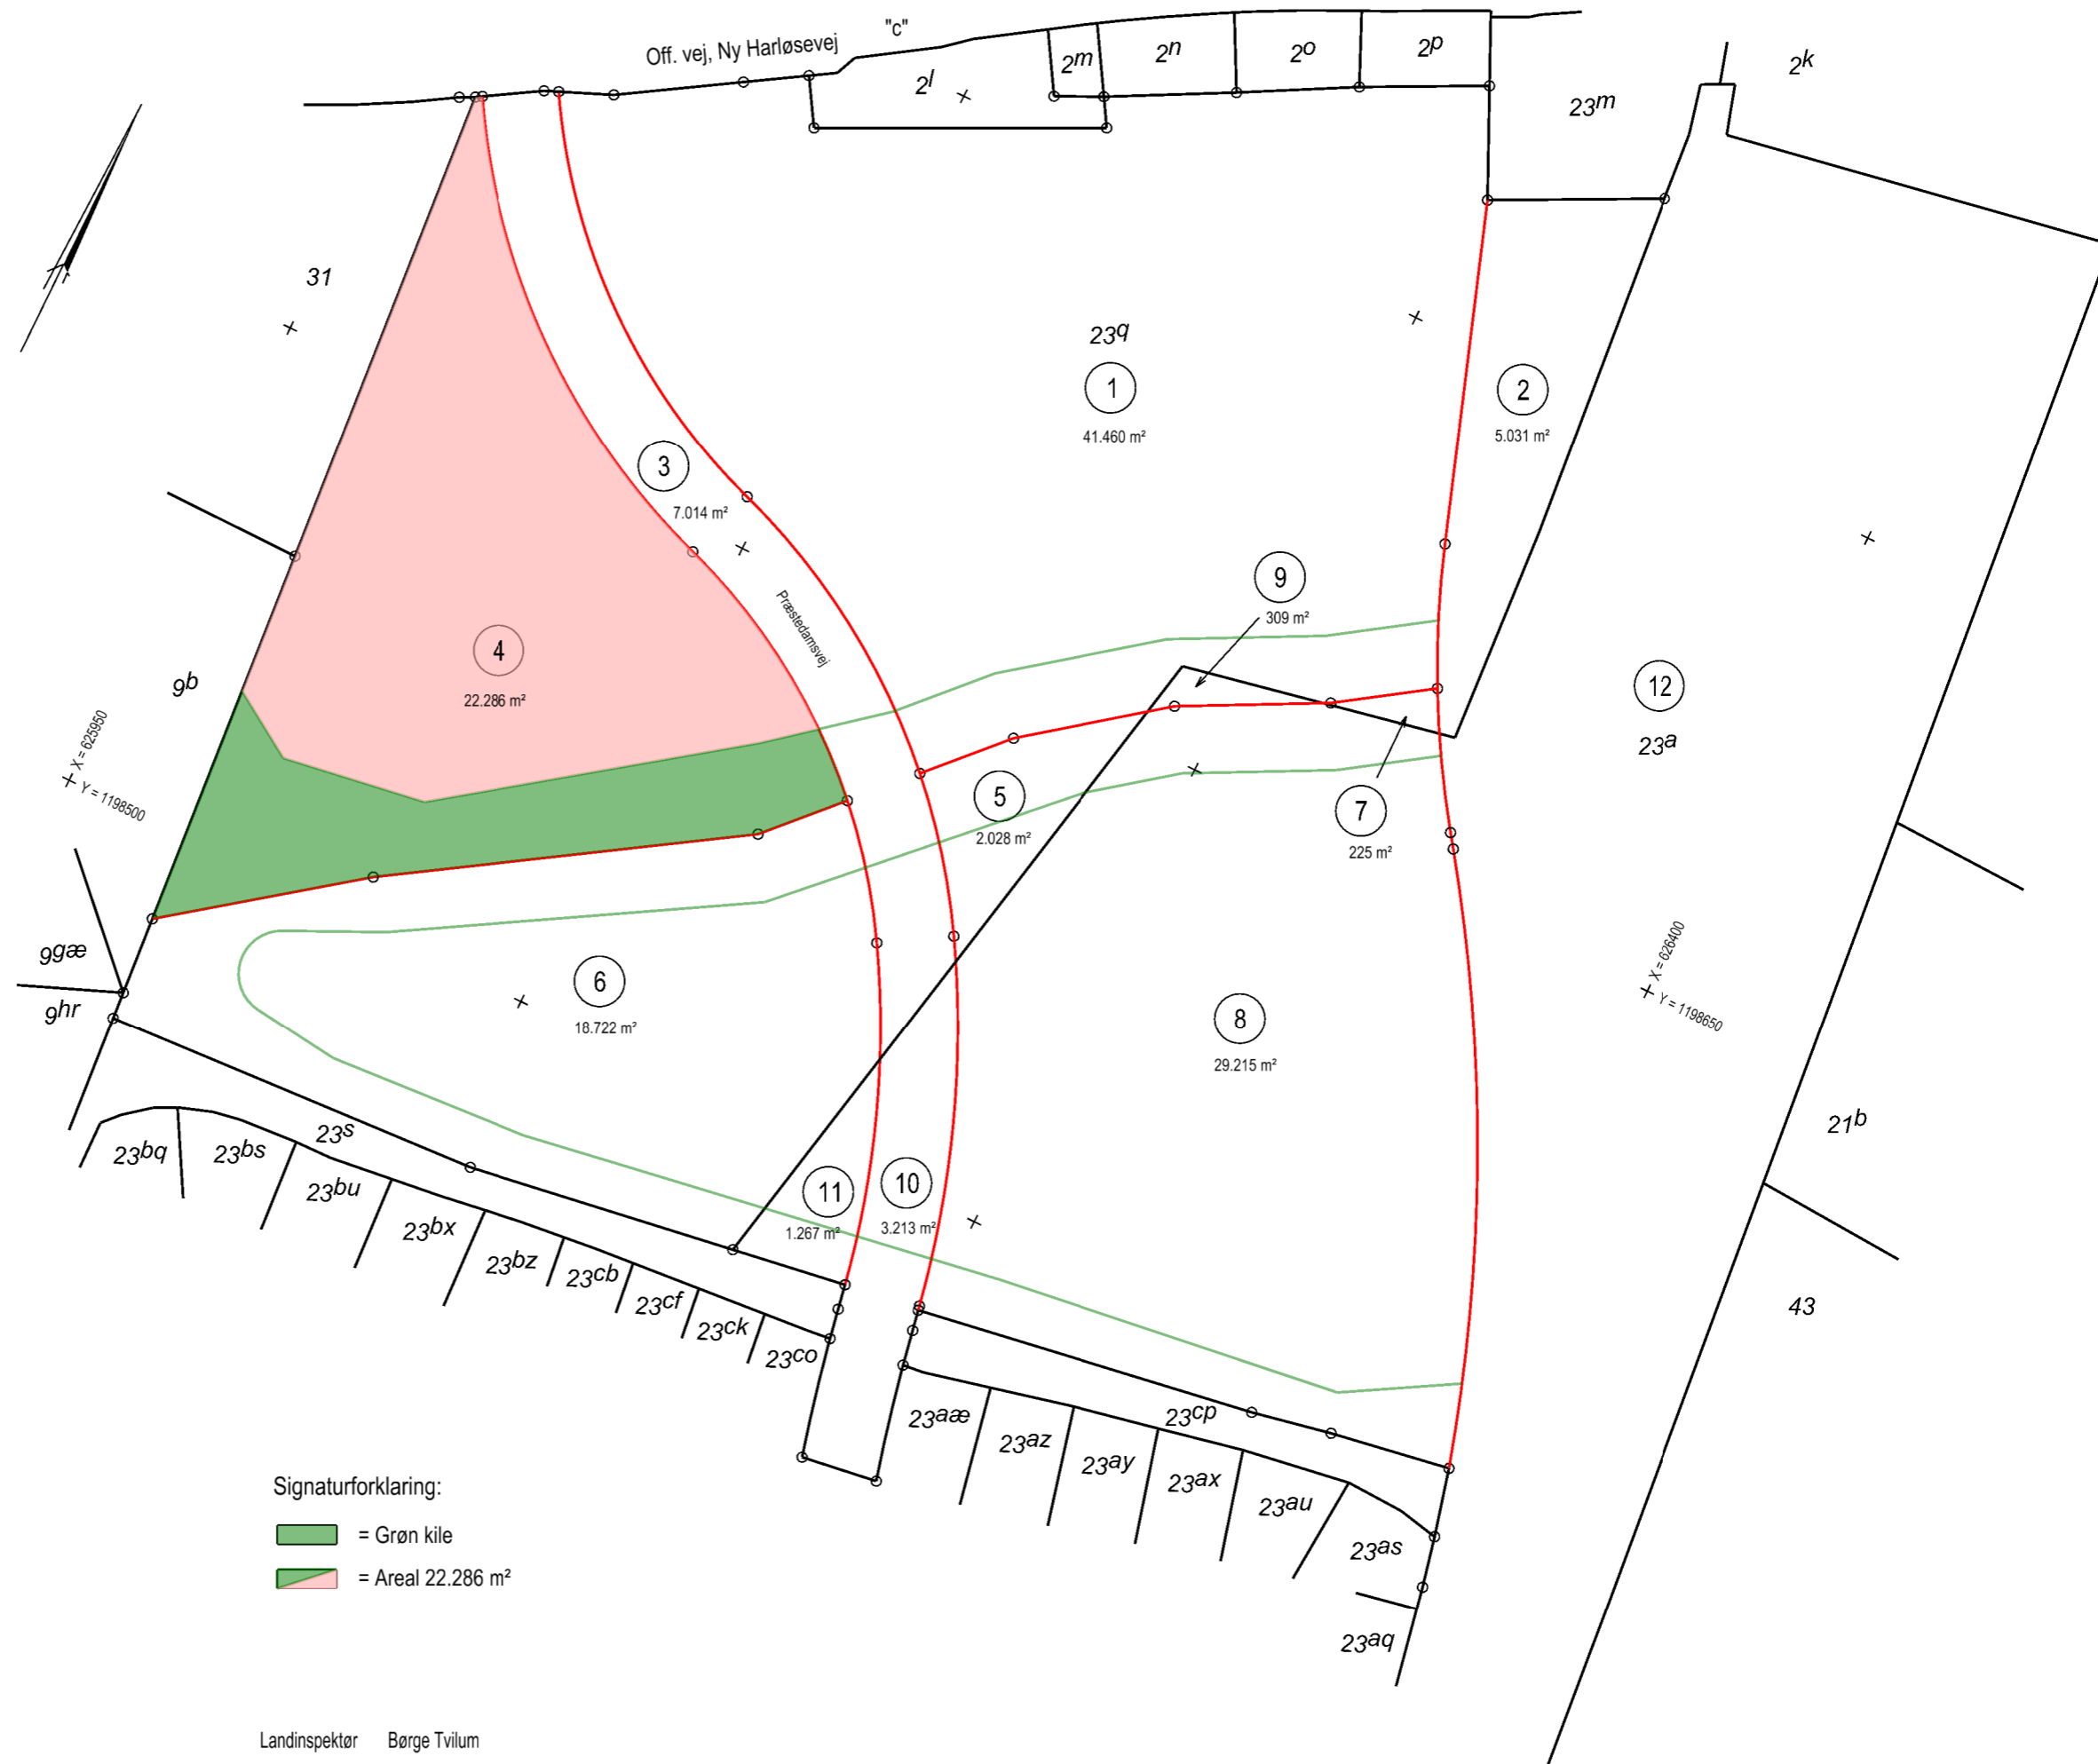 "c"
Off. vej, Ny Harløsevej
2l
2m
2n
2o
2p
2k
23m
31
23q
1
41.460 m²
2
5.031 m²
3
7.014 m²
Præstedamsvej
9
309 m²
4
22.286 m²
9b
12
23a
X = 625950
Y = 1198500
5
2.028 m²
7
225 m²
9gæ
9hr
6
18.722 m²
8
29.215 m²
X = 626400
Y = 1198650
21b
23s
23bq
23bs
23bu
23bx
23bz
23cb
23cf
23ck
23co
11
1.267 m²
10
3.213 m²
43
23cp
23aæ
23az
23ay
23ax
23au
23as
23aq
Signaturforklaring:
= Grøn kile
= Areal 22.286 m²
Landinspektør Børge Tvilum